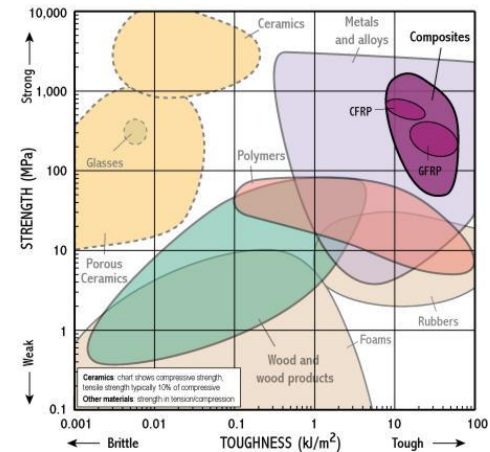 10,000
1,000
100
10
1
0.1
Strong
STRENGTH (MPa)
Weak
Ceramics
Metals
and alloys
Composites
CFRP
GFRP
Glasses
Polymers
Porous
Ceramics
Rubbers
Foams
Wood and
wood products
Ceramics: chart shows compressive strength,
tensile strength typically 10% of compressive
Other materials: strength in tension/compression
0.001
0.01
0.1
1
10
100
Brittle
TOUGHNESS (kJ/m²)
Tough